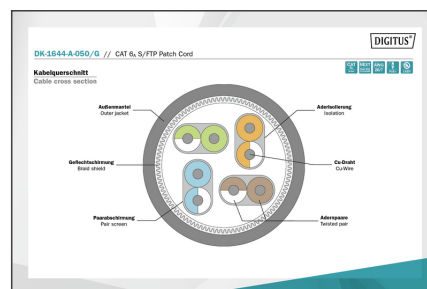 DIGITUS®
DK-1644-A-050/G // CAT 6A S/FTP Patch Cord
Kabelquerschnitt
Cable cross section
Außenmantel
Outer jacket
Aderisolierung
Isolation
Geflechtschirmung
Braid shield
Cu-Draht
Cu-Wire
Paarabschirmung
Pair screen
Aderspaare
Twisted pair